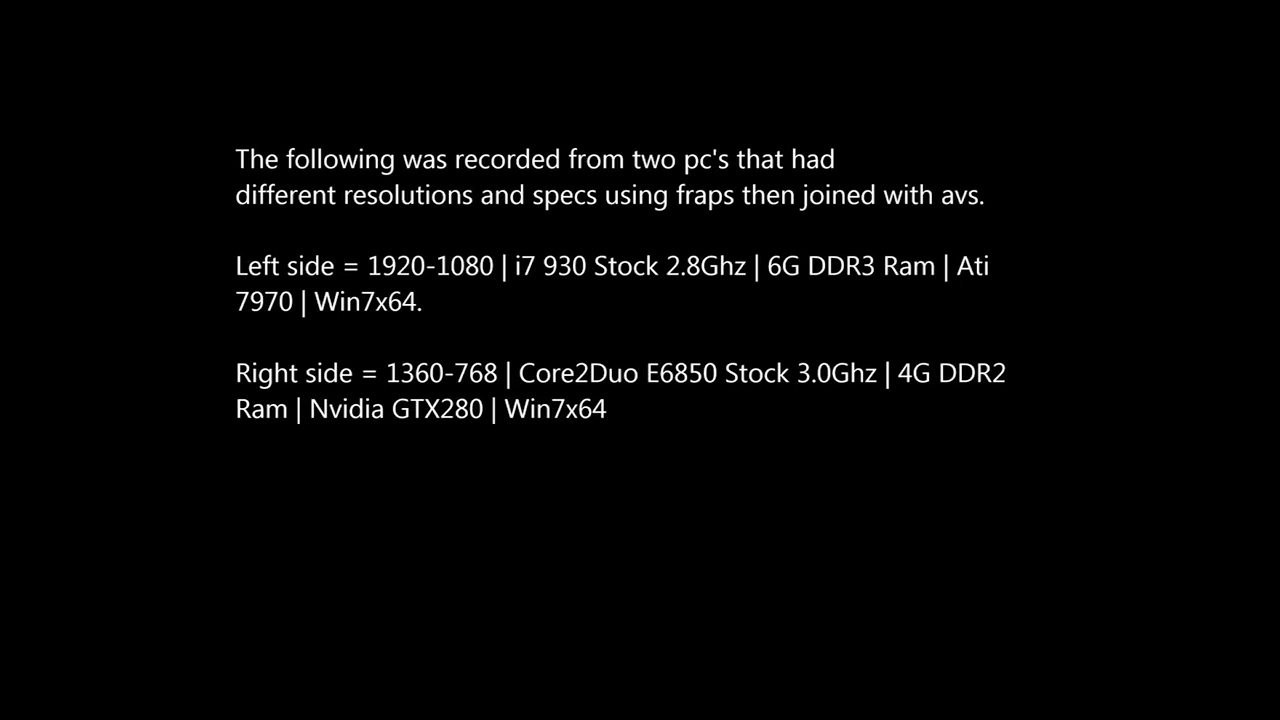 The following was recorded from two pc's that had
different resolutions and specs using fraps then joined with avs.
Left side = 1920-1080 | i7 930 Stock 2.8Ghz | 6G DDR3 Ram | Ati
7970 | Win7x64.
Right side = 1360-768 | Core2Duo E6850 Stock 3.0Ghz | 4G DDR2
Ram | Nvidia GTX280 | Win7x64